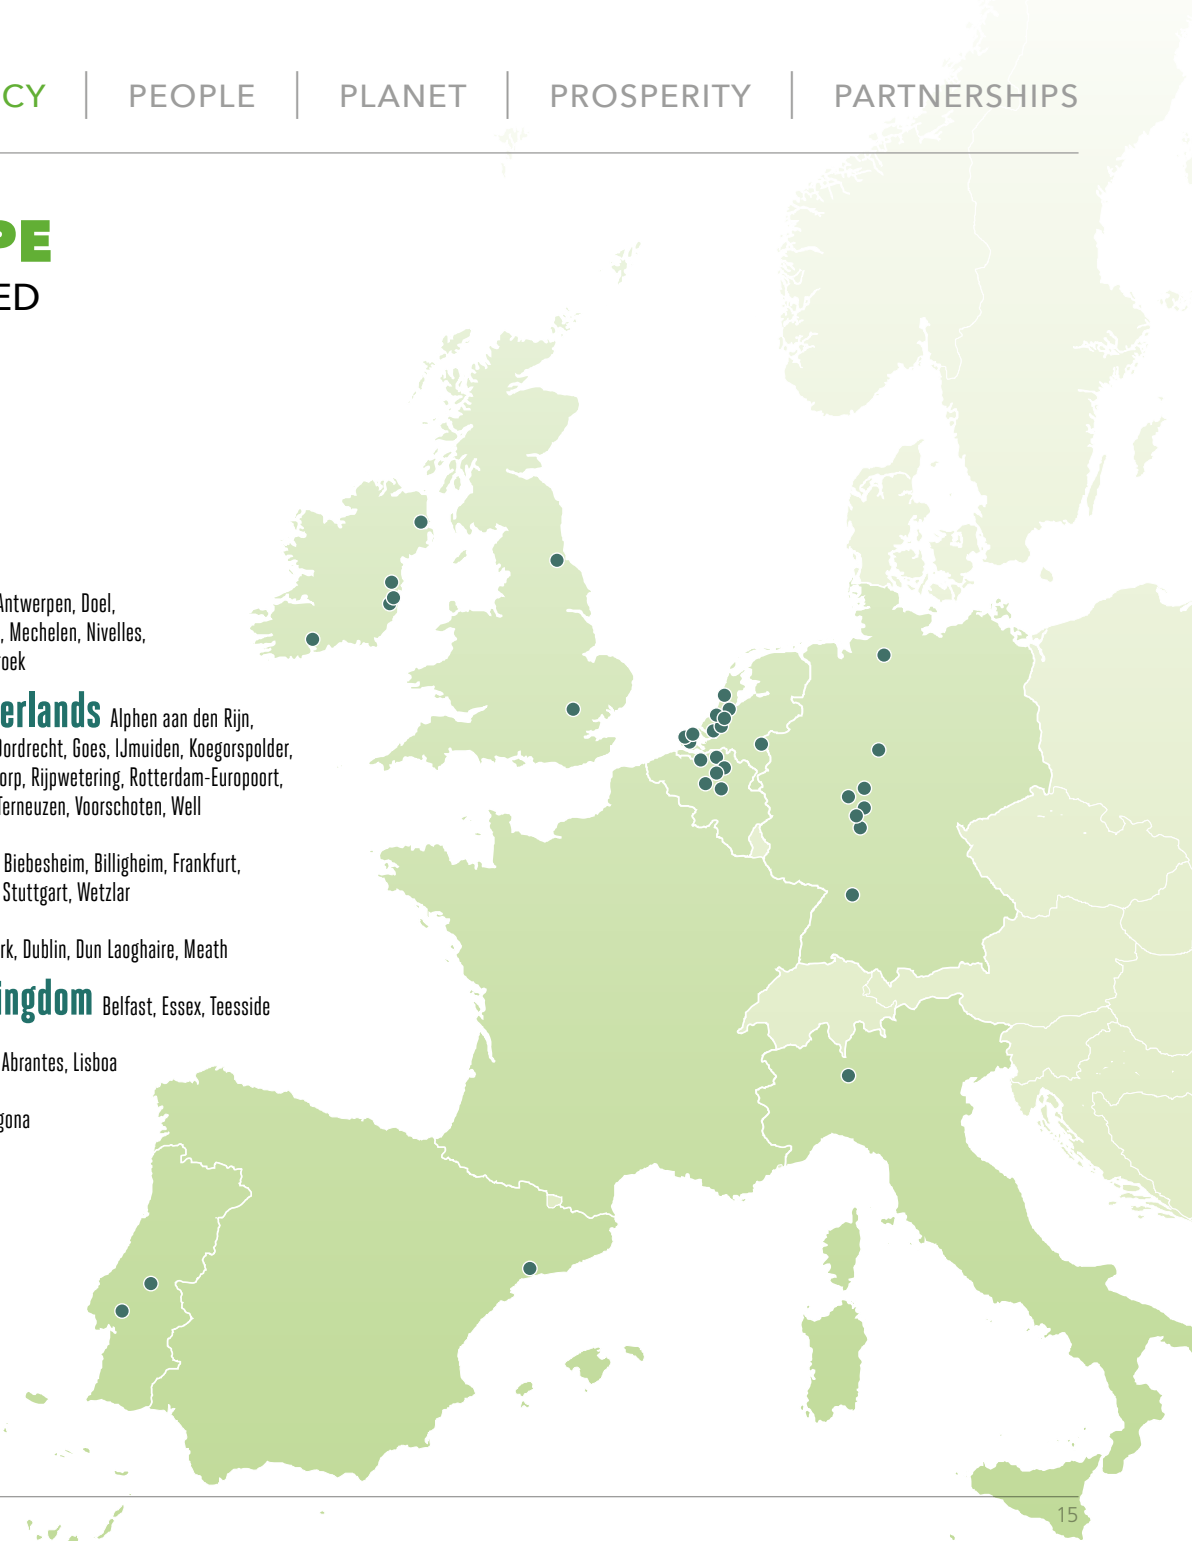 CY | PEOPLE | PLANET | PROSPERITY | PARTNERSHIPS
PE
ED
Antwerpen, Doel,
, Mechelen, Nivelles,
roek
erlands Alphen aan den Rijn,
Dordrecht, Goes, IJmuiden, Koegorspolder,
orp, Rijpwetering, Rotterdam-Europoort,
Terneuzen, Voorschoten, Well
Biebesheim, Billigheim, Frankfurt,
Stuttgart, Wetzlar
rk, Dublin, Dun Laoghaire, Meath
ingdom Belfast, Essex, Teesside
Abrantes, Lisboa
gona
15